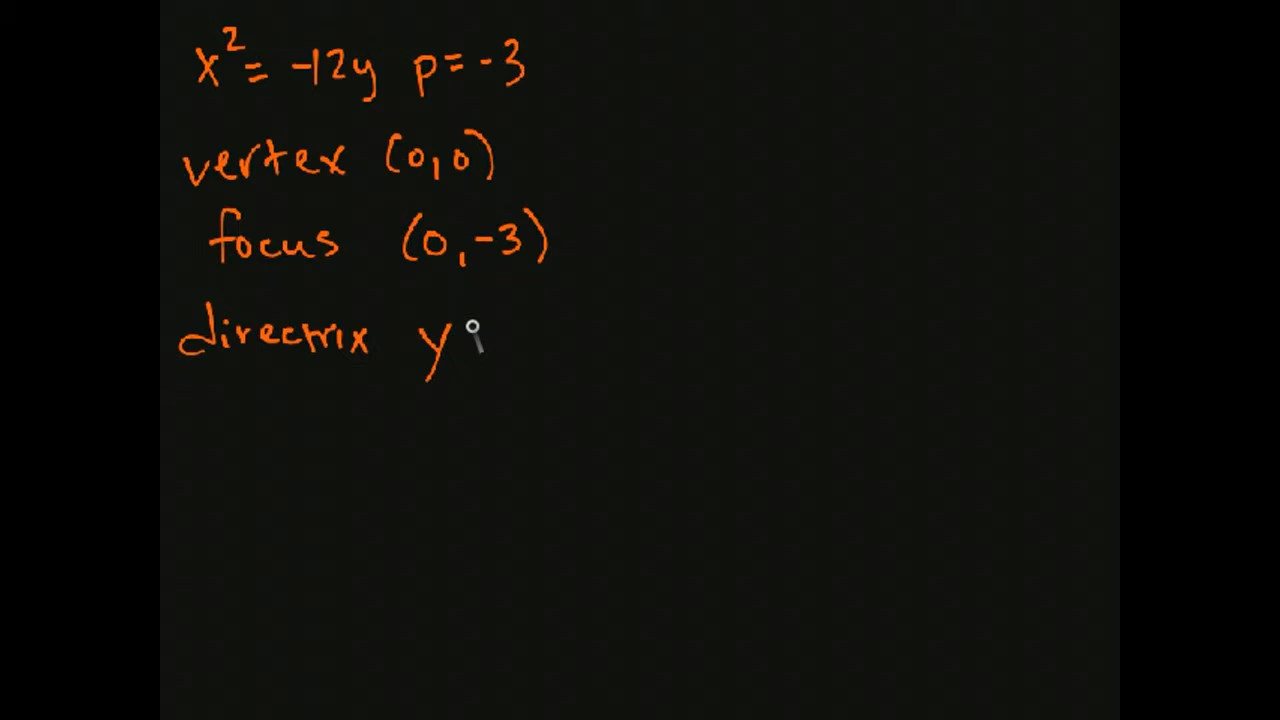 x² = -12y p = -3
vertex (0,0)
focus (0,-3)
directrix y